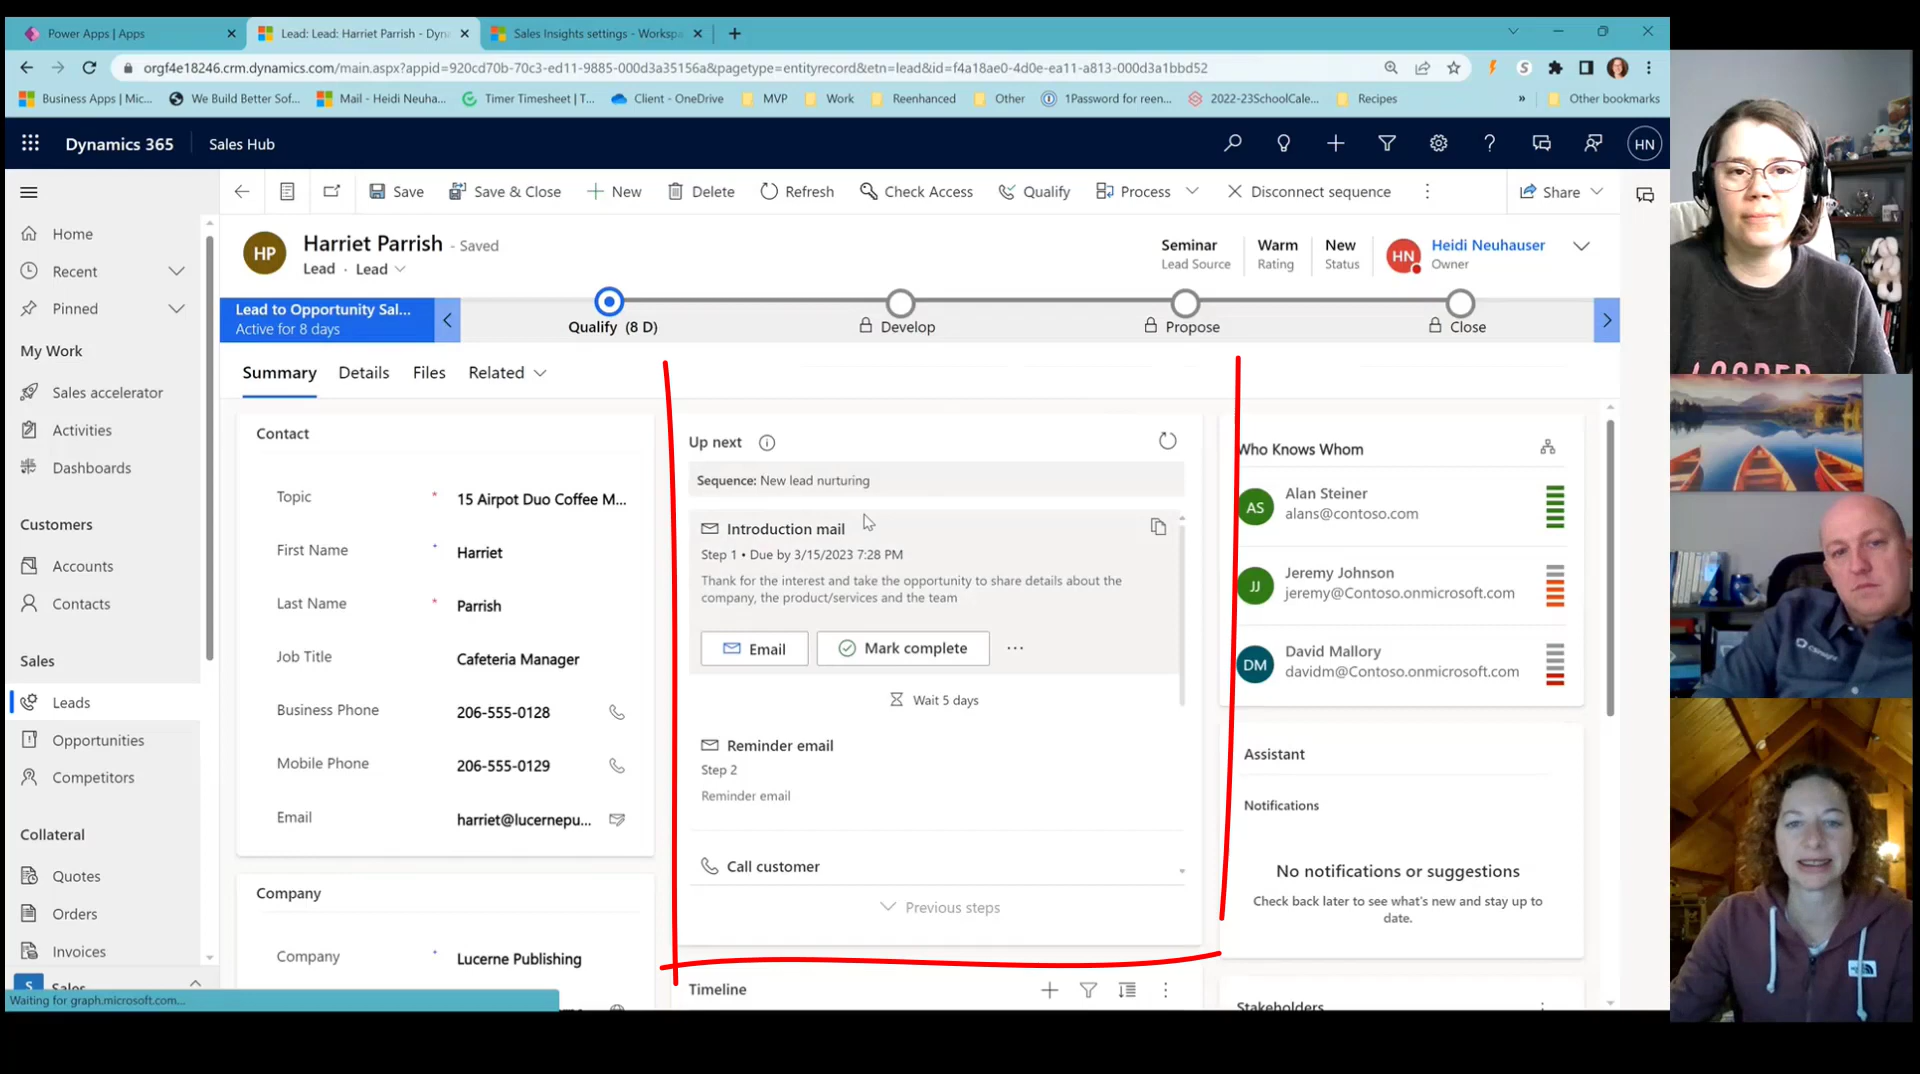 Power Apps | Apps
Lead: Lead: Harriet Parrish - Dyn
Sales Insights settings - Worksp
orgf4e18246.crm.dynamics.com/main.aspx?appid=920cd70b-70c3-ed11-9885-000d3a35156a&pagetype=entityrecord&etn=lead&id=f4a18ae0-4d0e-ea11-a813-000d3a1bbd52
Business Apps | Mic...
We Build Better Sof...
Mail - Heidi Neuha...
Timer Timesheet | T...
Client - OneDrive
MVP
Work
Reenhanced
Other
1Password for reen...
2022-23SchoolCale...
Recipes
»
Other bookmarks
Dynamics 365
Sales Hub
HN
Save
Save & Close
New
Delete
Refresh
Check Access
Qualify
Process
Disconnect sequence
Share
HP
Harriet Parrish - Saved
Lead · Lead
Seminar
Lead Source
Warm
Rating
New
Status
HN
Heidi Neuhauser
Owner
Lead to Opportunity Sal...
Active for 8 days
Qualify (8 D)
Develop
Propose
Close
Home
Recent
Pinned
My Work
Sales accelerator
Activities
Dashboards
Customers
Accounts
Contacts
Sales
Leads
Opportunities
Competitors
Collateral
Quotes
Orders
Invoices
S Sales
Waiting for graph.microsoft.com...
Summary
Details
Files
Related
Contact
Topic * 15 Airpot Duo Coffee M...
First Name Harriet
Last Name * Parrish
Job Title Cafeteria Manager
Business Phone 206-555-0128
Mobile Phone 206-555-0129
Email harriet@lucernepu...
Company
Company Lucerne Publishing
Up next
Sequence: New lead nurturing
Introduction mail
Step 1 • Due by 3/15/2023 7:28 PM
Thank for the interest and take the opportunity to share details about the
company, the product/services and the team
Email
Mark complete
Wait 5 days
Reminder email
Step 2
Reminder email
Call customer
Previous steps
Timeline
Who Knows Whom
AS
Alan Steiner
alans@contoso.com
JJ
Jeremy Johnson
jeremy@Contoso.onmicrosoft.com
DM
David Mallory
davidm@Contoso.onmicrosoft.com
Assistant
Notifications
No notifications or suggestions
Check back later to see what's new and stay up to
date.
Stakeholders